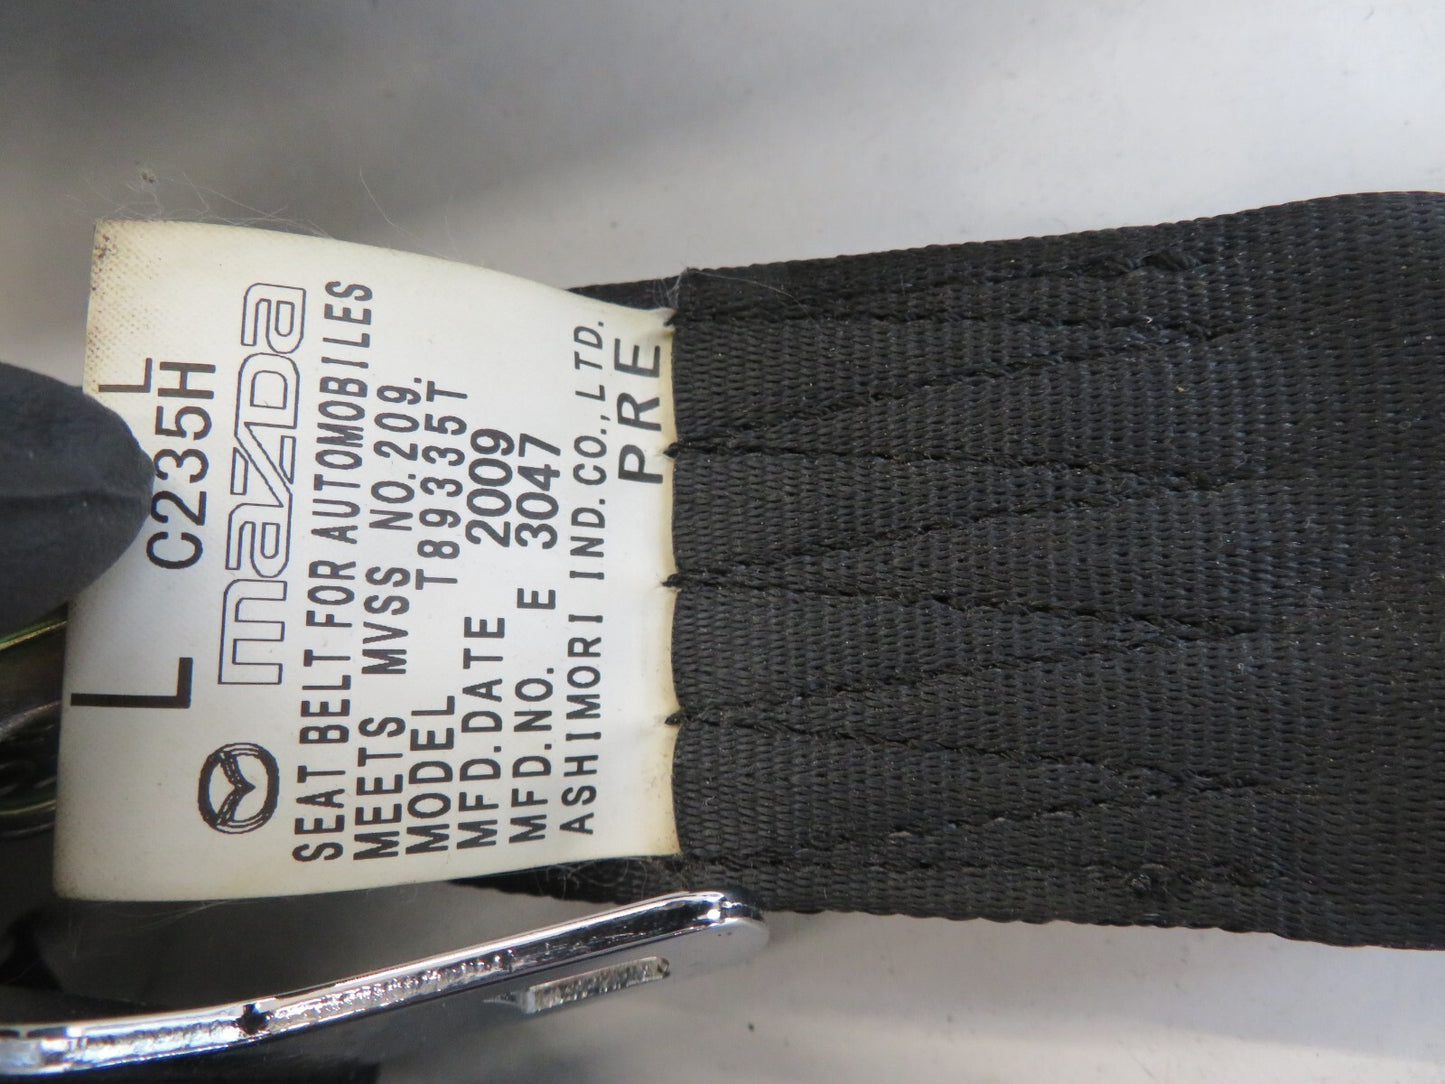 L
C235H
L
mazda
SEAT BELT FOR AUTOMOBILES
MEETS MVSS NO.209.
MODEL T89335T
MFD.DATE 2009
MFD.NO. E 3047
ASHIMORI IND.CO.,LTD.
PRE